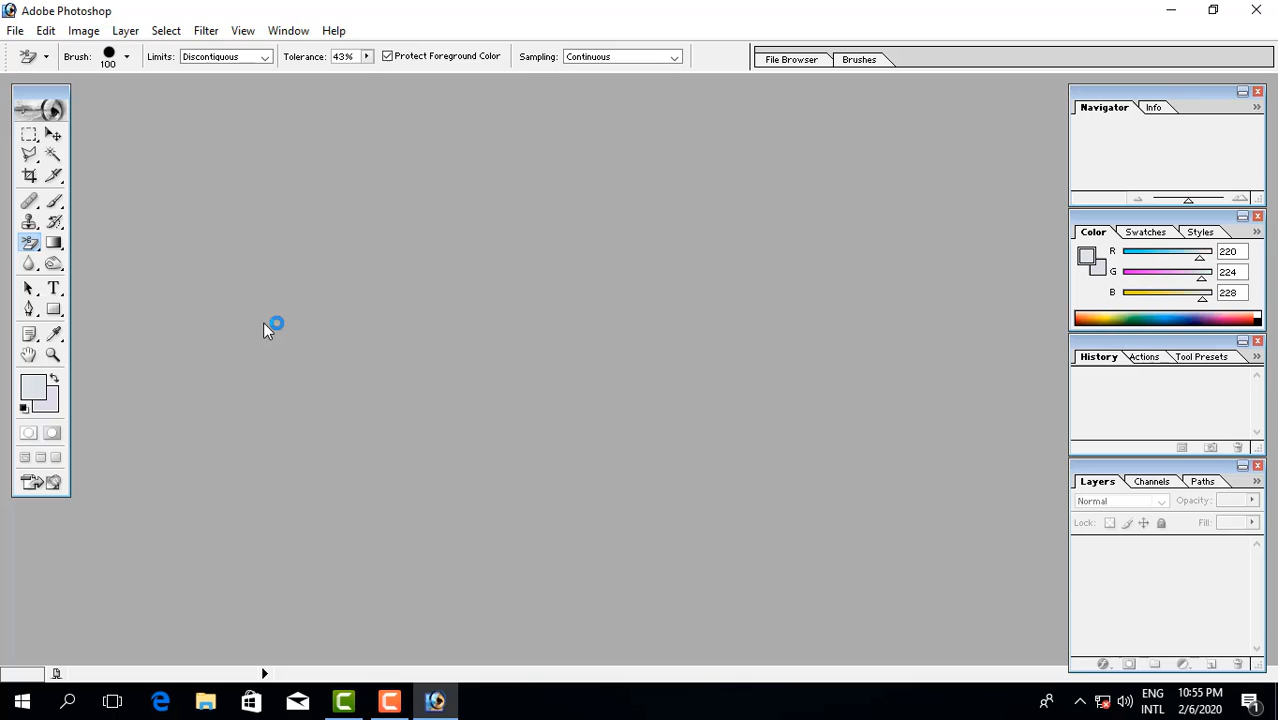 Adobe Photoshop
File Edit Image Layer Select Filter View Window Help
Brush: 100 Limits: Discontiguous Tolerance: 43% Protect Foreground Color Sampling: Continuous File Browser Brushes
Navigator Info
Color Swatches Styles
R 220
G 224
B 228
History Actions Tool Presets
Layers Channels Paths
Normal Opacity:
Lock: Fill:
ENG 10:55 PM
INTL 2/6/2020 1